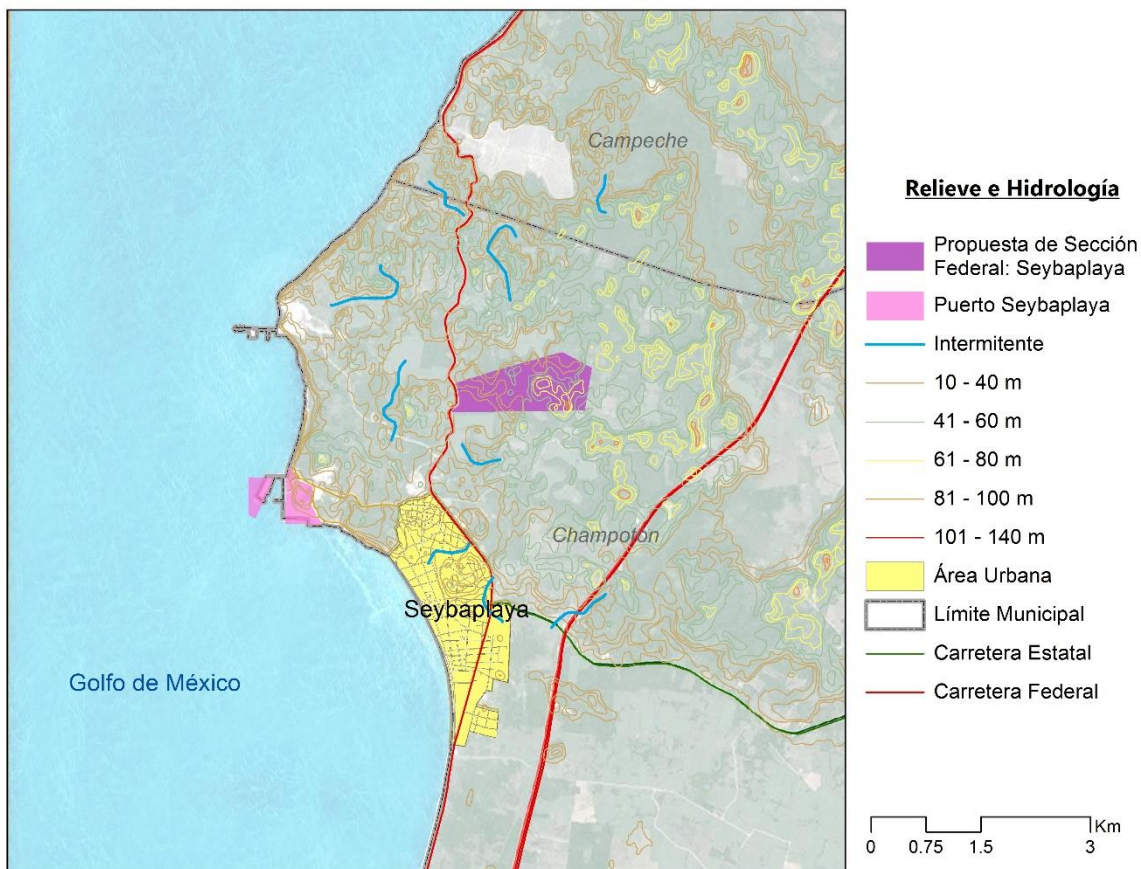 Campeche
Champotón
Seybaplaya
Golfo de México
Relieve e Hidrología
Propuesta de Sección
Federal: Seybaplaya
Puerto Seybaplaya
Intermitente
10 - 40 m
41 - 60 m
61 - 80 m
81 - 100 m
101 - 140 m
Área Urbana
Límite Municipal
Carretera Estatal
Carretera Federal
Km
0 0.75 1.5 3